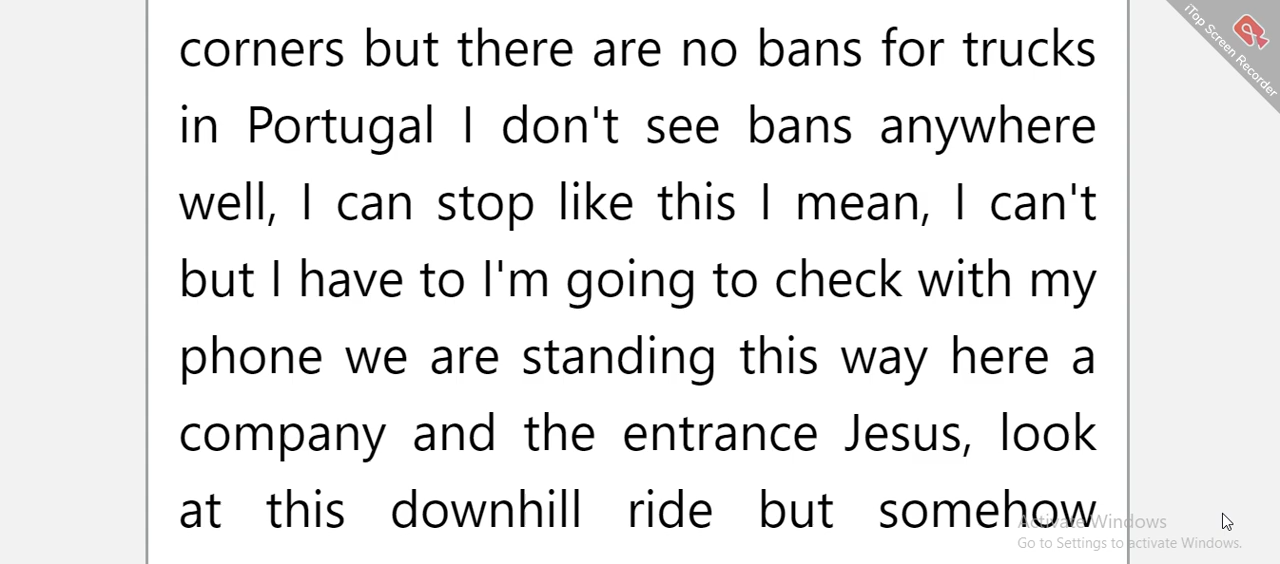 corners but there are no bans for trucks
in Portugal I don't see bans anywhere
well, I can stop like this I mean, I can't
but I have to I'm going to check with my
phone we are standing this way here a
company and the entrance Jesus, look
at this downhill ride but somehow
iTop Screen Recorder
Activate Windows
Go to Settings to activate Windows.